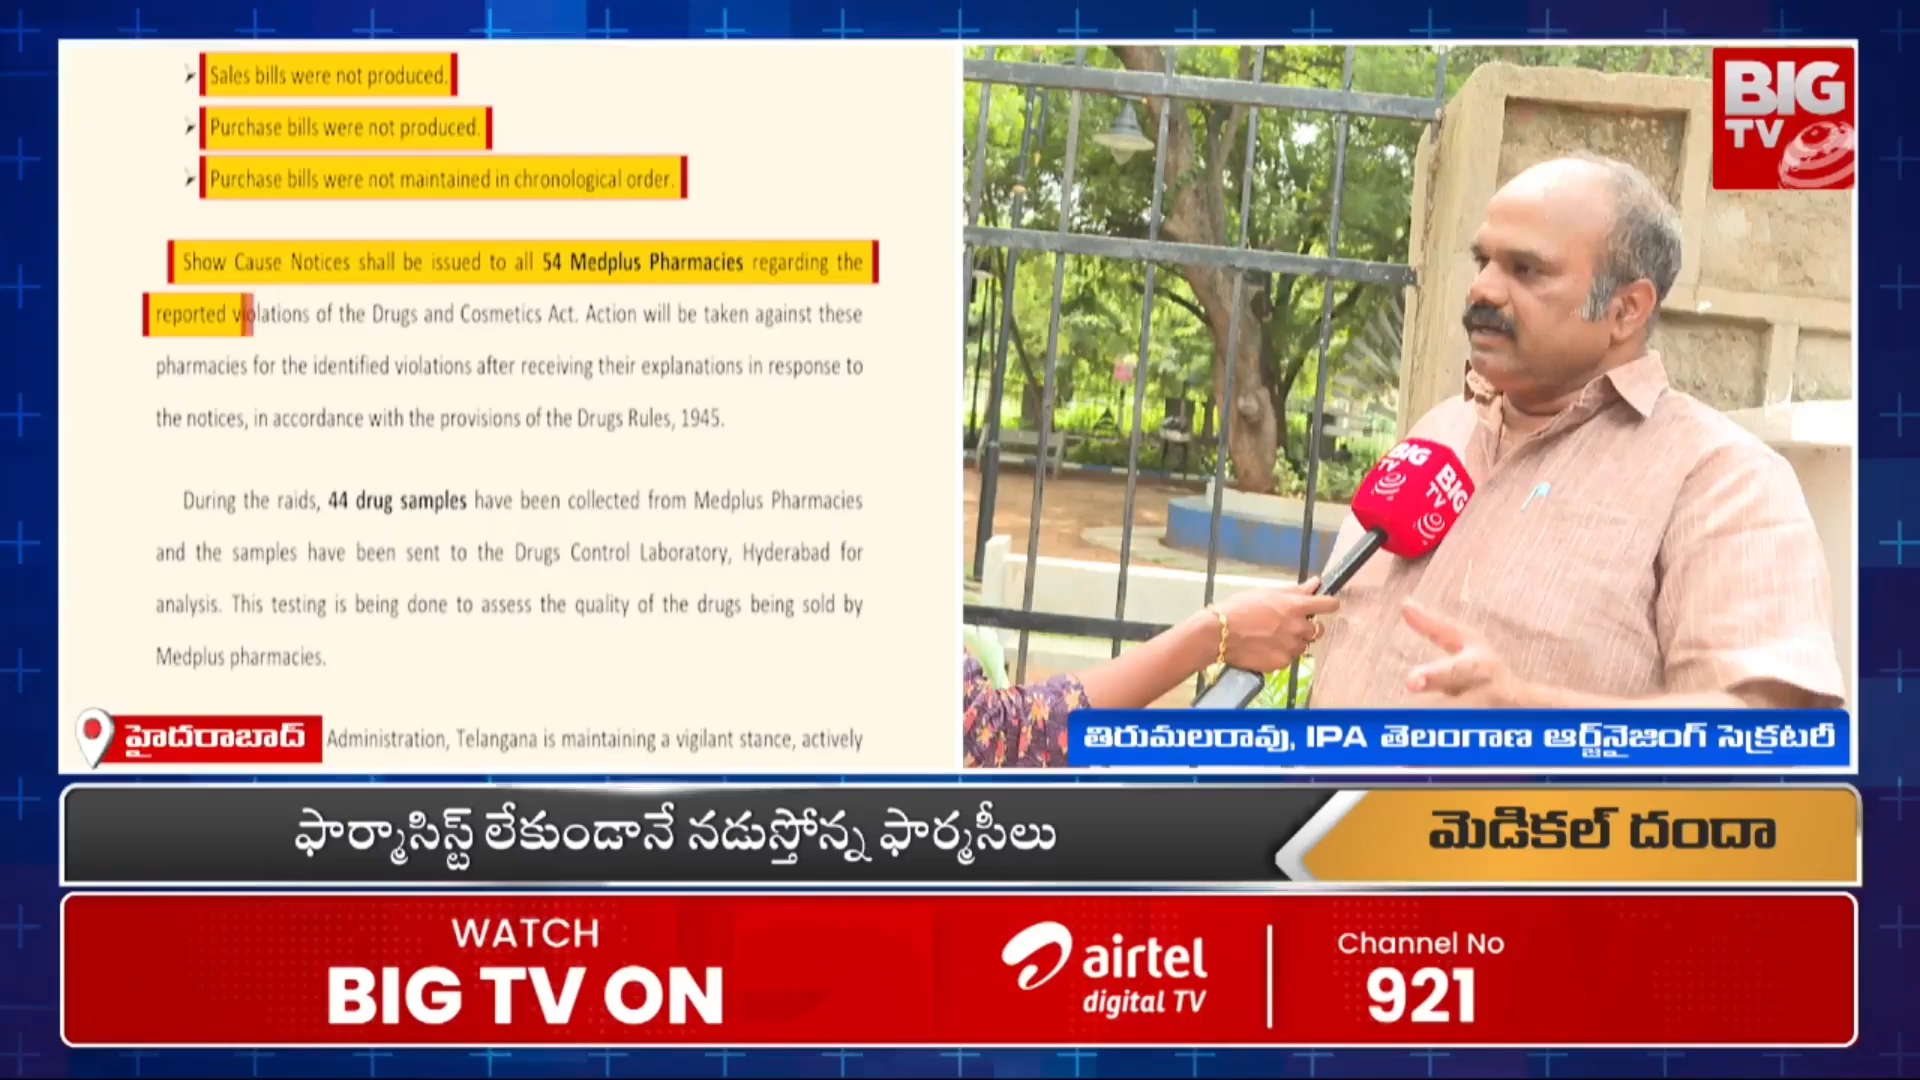 Sales bills were not produced.
Purchase bills were not produced.
Purchase bills were not maintained in chronological order.
Show Cause Notices shall be issued to all 54 Medplus Pharmacies regarding the
reported violations of the Drugs and Cosmetics Act. Action will be taken against these
pharmacies for the identified violations after receiving their explanations in response to
the notices, in accordance with the provisions of the Drugs Rules, 1945.
During the raids, 44 drug samples have been collected from Medplus Pharmacies
and the samples have been sent to the Drugs Control Laboratory, Hyderabad for
analysis. This testing is being done to assess the quality of the drugs being sold by
Medplus pharmacies.
Administration, Telangana is maintaining a vigilant stance, actively
హైదరాబాద్
BIG
TV
BIG
TV
BIG
TV
తిరుమలరావు, IPA తెలంగాణ ఆర్గనైజింగ్ సెక్రటరీ
ఫార్మాసిస్ట్ లేకుండానే నడుస్తోన్న ఫార్మసీలు
మెడికల్ దందా
WATCH
BIG TV ON
airtel
digital TV
Channel No
921